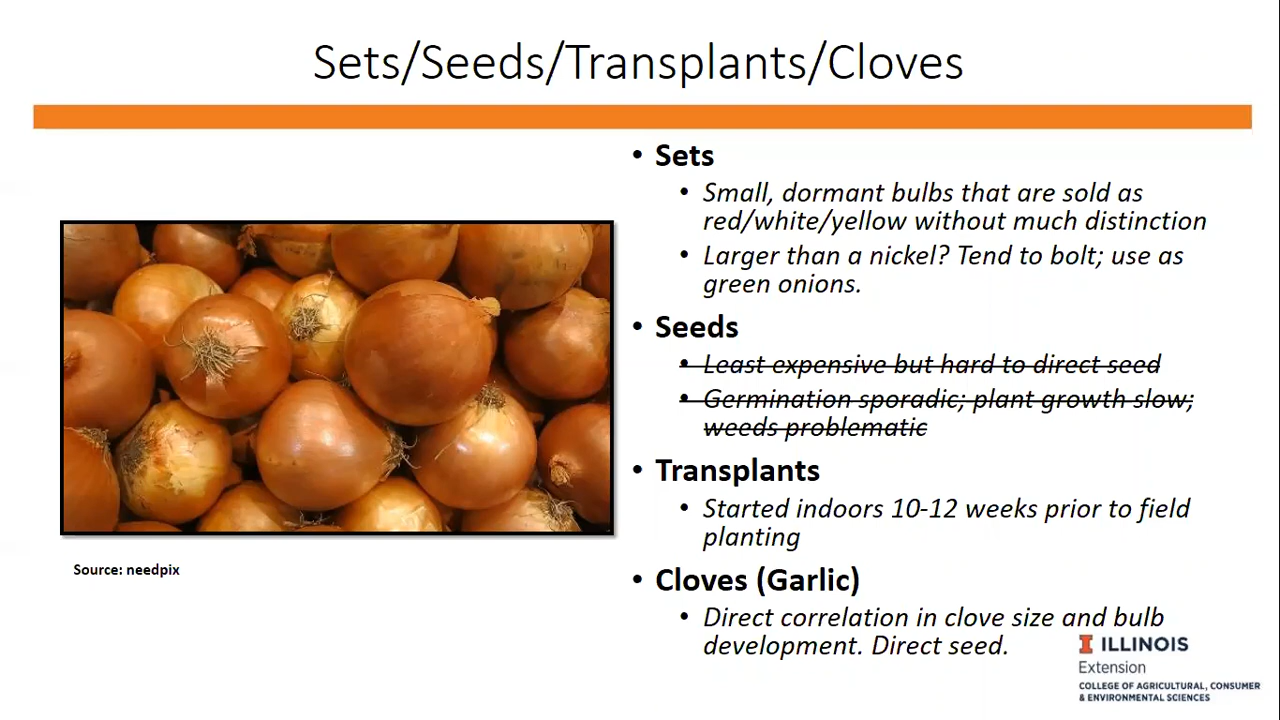 Sets/Seeds/Transplants/Cloves
• Sets
• Small, dormant bulbs that are sold as
red/white/yellow without much distinction
• Larger than a nickel? Tend to bolt; use as
green onions.
• Seeds
• Least expensive but hard to direct seed
• Germination sporadic; plant growth slow;
weeds problematic
• Transplants
• Started indoors 10-12 weeks prior to field
planting
• Cloves (Garlic)
• Direct correlation in clove size and bulb
development. Direct seed.
Source: needpix
I ILLINOIS
Extension
COLLEGE OF AGRICULTURAL, CONSUMER
& ENVIRONMENTAL SCIENCES